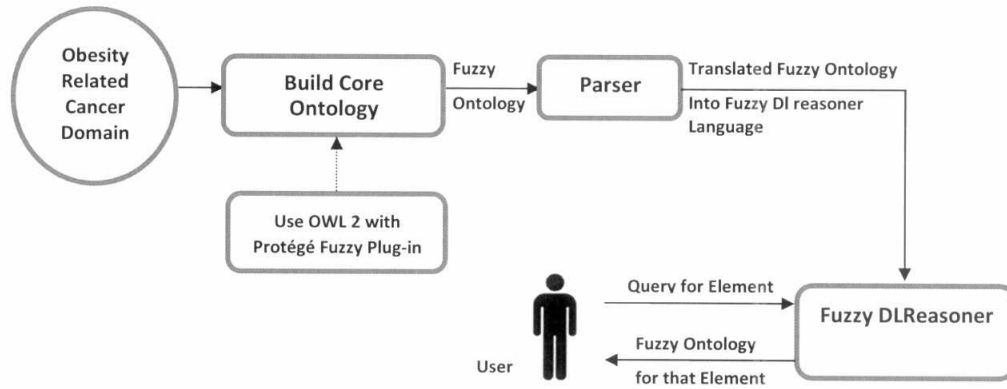 Obesity
Related
Cancer
Domain
Build Core
Ontology
Fuzzy
Ontology
Parser
Translated Fuzzy Ontology
Into Fuzzy Dl reasoner
Language
Use OWL 2 with
Protégé Fuzzy Plug-in
User
Query for Element
Fuzzy Ontology
for that Element
Fuzzy DLReasoner